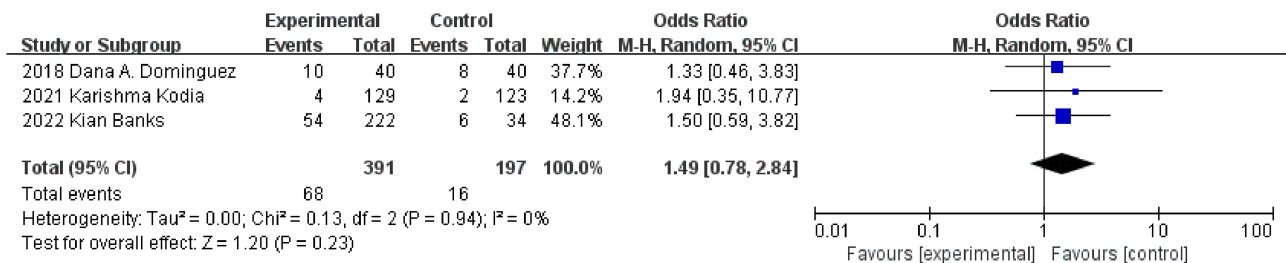 Experimental Control Odds Ratio Odds Ratio
Study or Subgroup Events Total Events Total Weight M-H, Random, 95% CI M-H, Random, 95% CI
2018 Dana A. Dominguez 10 40 8 40 37.7% 1.33 [0.46, 3.83]
2021 Karishma Kodia 4 129 2 123 14.2% 1.94 [0.35, 10.77]
2022 Kian Banks 54 222 6 34 48.1% 1.50 [0.59, 3.82]
Total (95% CI) 391 197 100.0% 1.49 [0.78, 2.84]
Total events 68 16
Heterogeneity: Tau² = 0.00; Chi² = 0.13, df = 2 (P = 0.94); I² = 0%
Test for overall effect: Z = 1.20 (P = 0.23)
0.01 0.1 1 10 100
Favours [experimental] Favours [control]